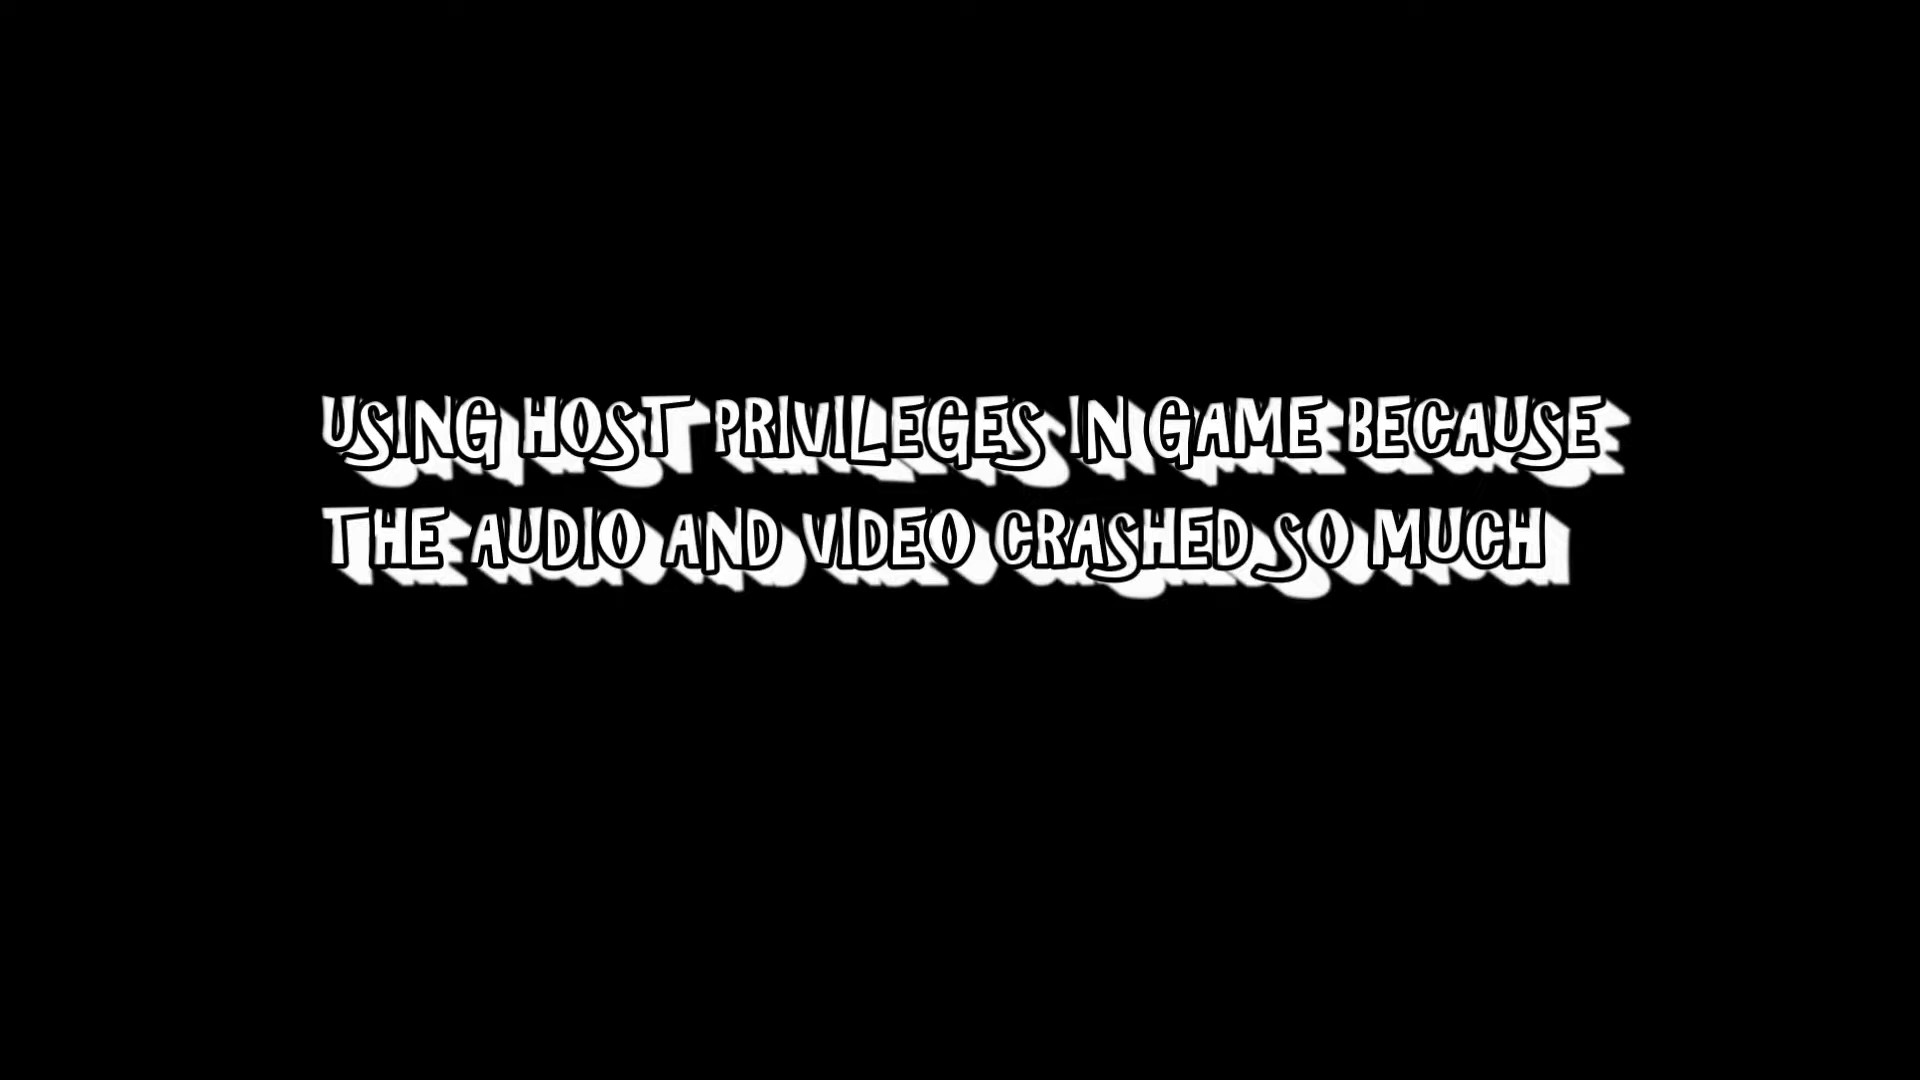 USING HOST PRIVILEGES IN GAME BECAUSE
THE AUDIO AND VIDEO CRASHED SO MUCH